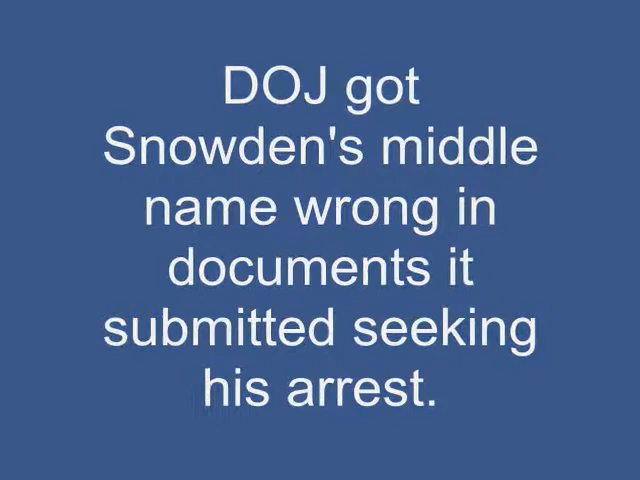 DOJ got
Snowden's middle
name wrong in
documents it
submitted seeking
his arrest.